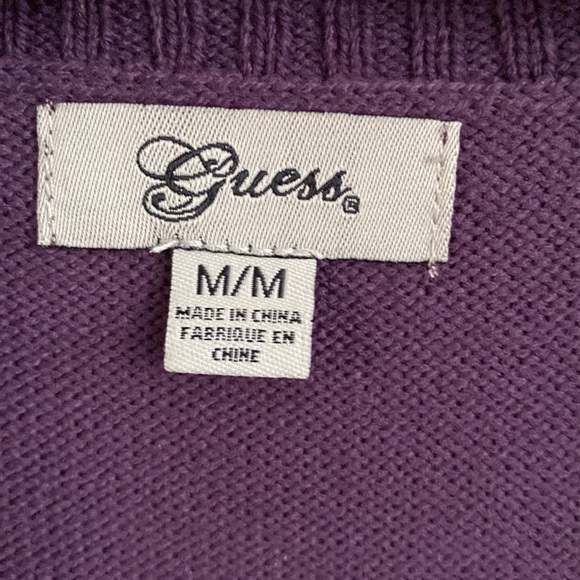 Guess®
M/M
MADE IN CHINA
FABRIQUE EN
CHINE